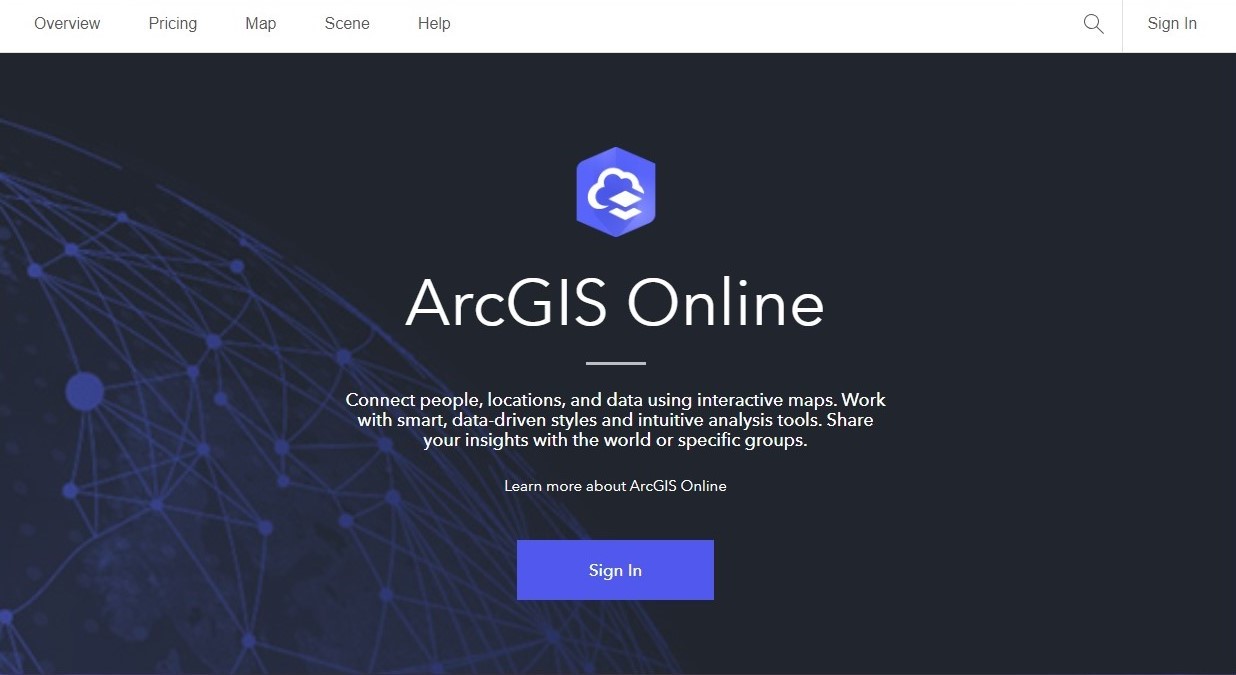 Overview Pricing Map Scene Help Sign In
ArcGIS Online
Connect people, locations, and data using interactive maps. Work
with smart, data-driven styles and intuitive analysis tools. Share
your insights with the world or specific groups.
Learn more about ArcGIS Online
Sign In